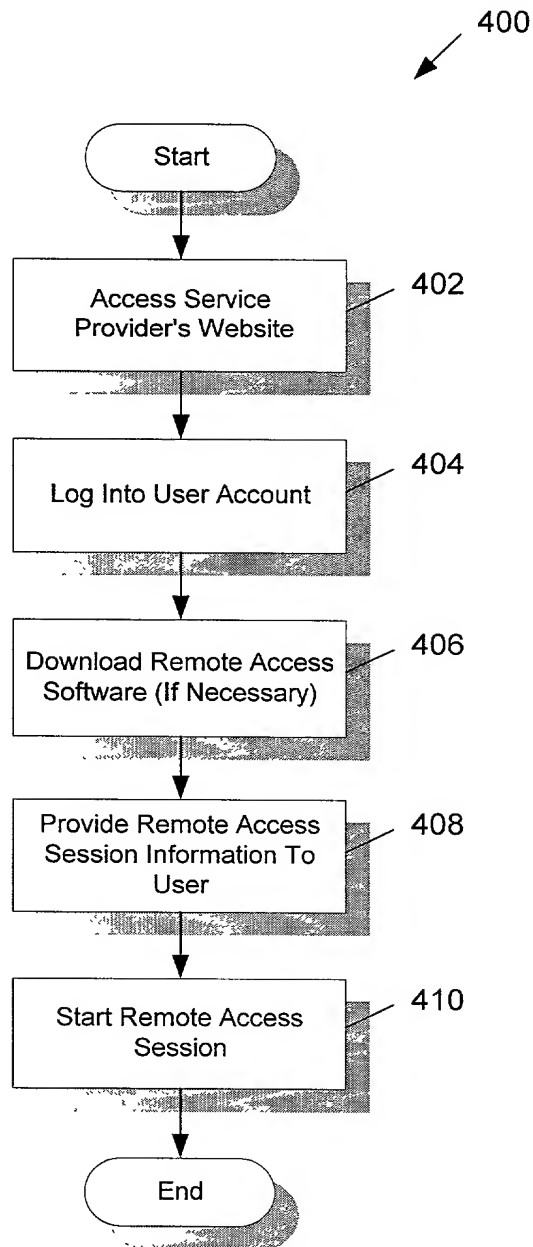 400
Start
Access Service
Provider's Website
402
Log Into User Account
404
Download Remote Access
Software (If Necessary)
406
Provide Remote Access
Session Information To
User
408
Start Remote Access
Session
410
End